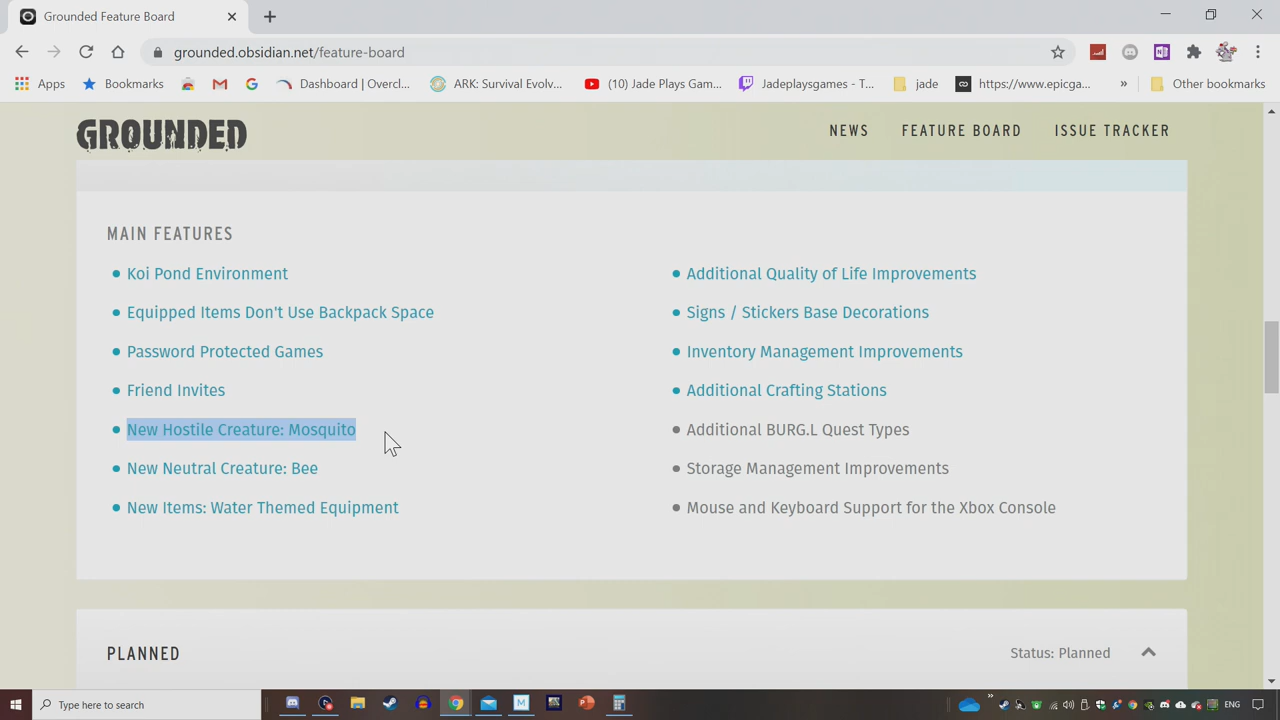 Grounded Feature Board
grounded.obsidian.net/feature-board
Apps
Bookmarks
Dashboard | Overcl...
ARK: Survival Evolv...
(10) Jade Plays Gam...
Jadeplaysgames - T...
jade
https://www.epicga...
»
Other bookmarks
GROUNDED
NEWS
FEATURE BOARD
ISSUE TRACKER
MAIN FEATURES
Koi Pond Environment
Equipped Items Don't Use Backpack Space
Password Protected Games
Friend Invites
New Hostile Creature: Mosquito
New Neutral Creature: Bee
New Items: Water Themed Equipment
Additional Quality of Life Improvements
Signs / Stickers Base Decorations
Inventory Management Improvements
Additional Crafting Stations
Additional BURG.L Quest Types
Storage Management Improvements
Mouse and Keyboard Support for the Xbox Console
PLANNED
Status: Planned
Type here to search
ENG